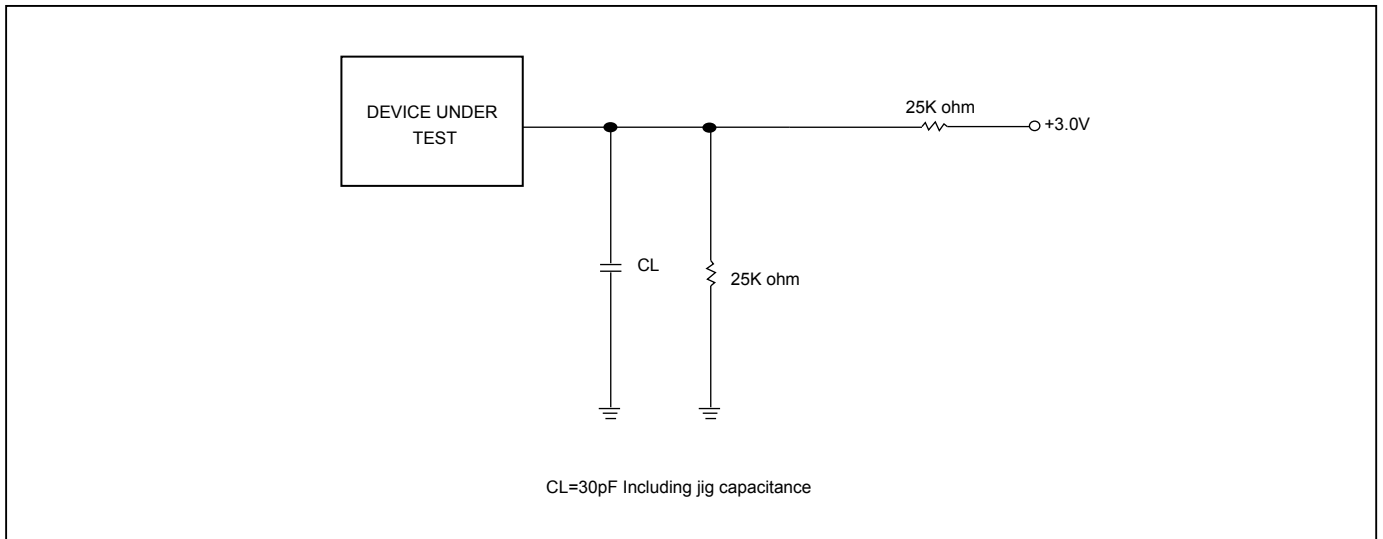 DEVICE UNDER
TEST
25K ohm
+3.0V
CL
25K ohm
CL=30pF Including jig capacitance